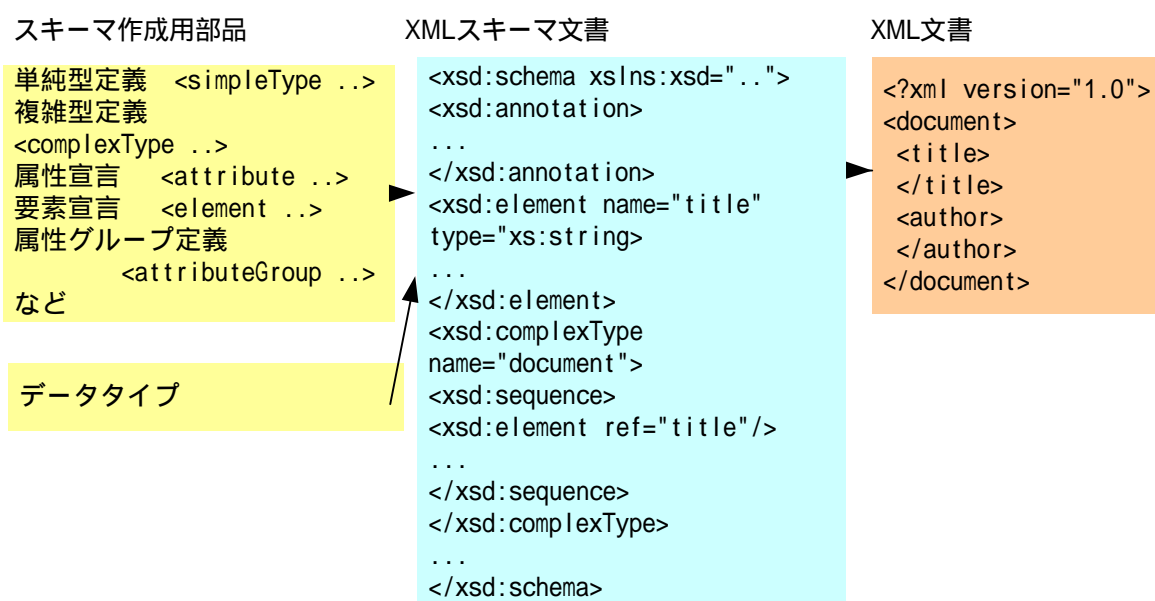 スキーマ作成用部品
単純型定義 <simpleType ..>
複雑型定義
<complexType ..>
属性宣言 <attribute ..>
要素宣言 <element ..>
属性グループ定義
<attributeGroup ..>
など
データタイプ
XMLスキーマ文書
<xsd:schema xslns:xsd="..">
<xsd:annotation>
...
</xsd:annotation>
<xsd:element name="title"
type="xs:string>
...
</xsd:element>
<xsd:complexType
name="document">
<xsd:sequence>
<xsd:element ref="title"/>
...
</xsd:sequence>
</xsd:complexType>
...
</xsd:schema>
XML文書
<?xml version="1.0">
<document>
<title>
</title>
<author>
</author>
</document>